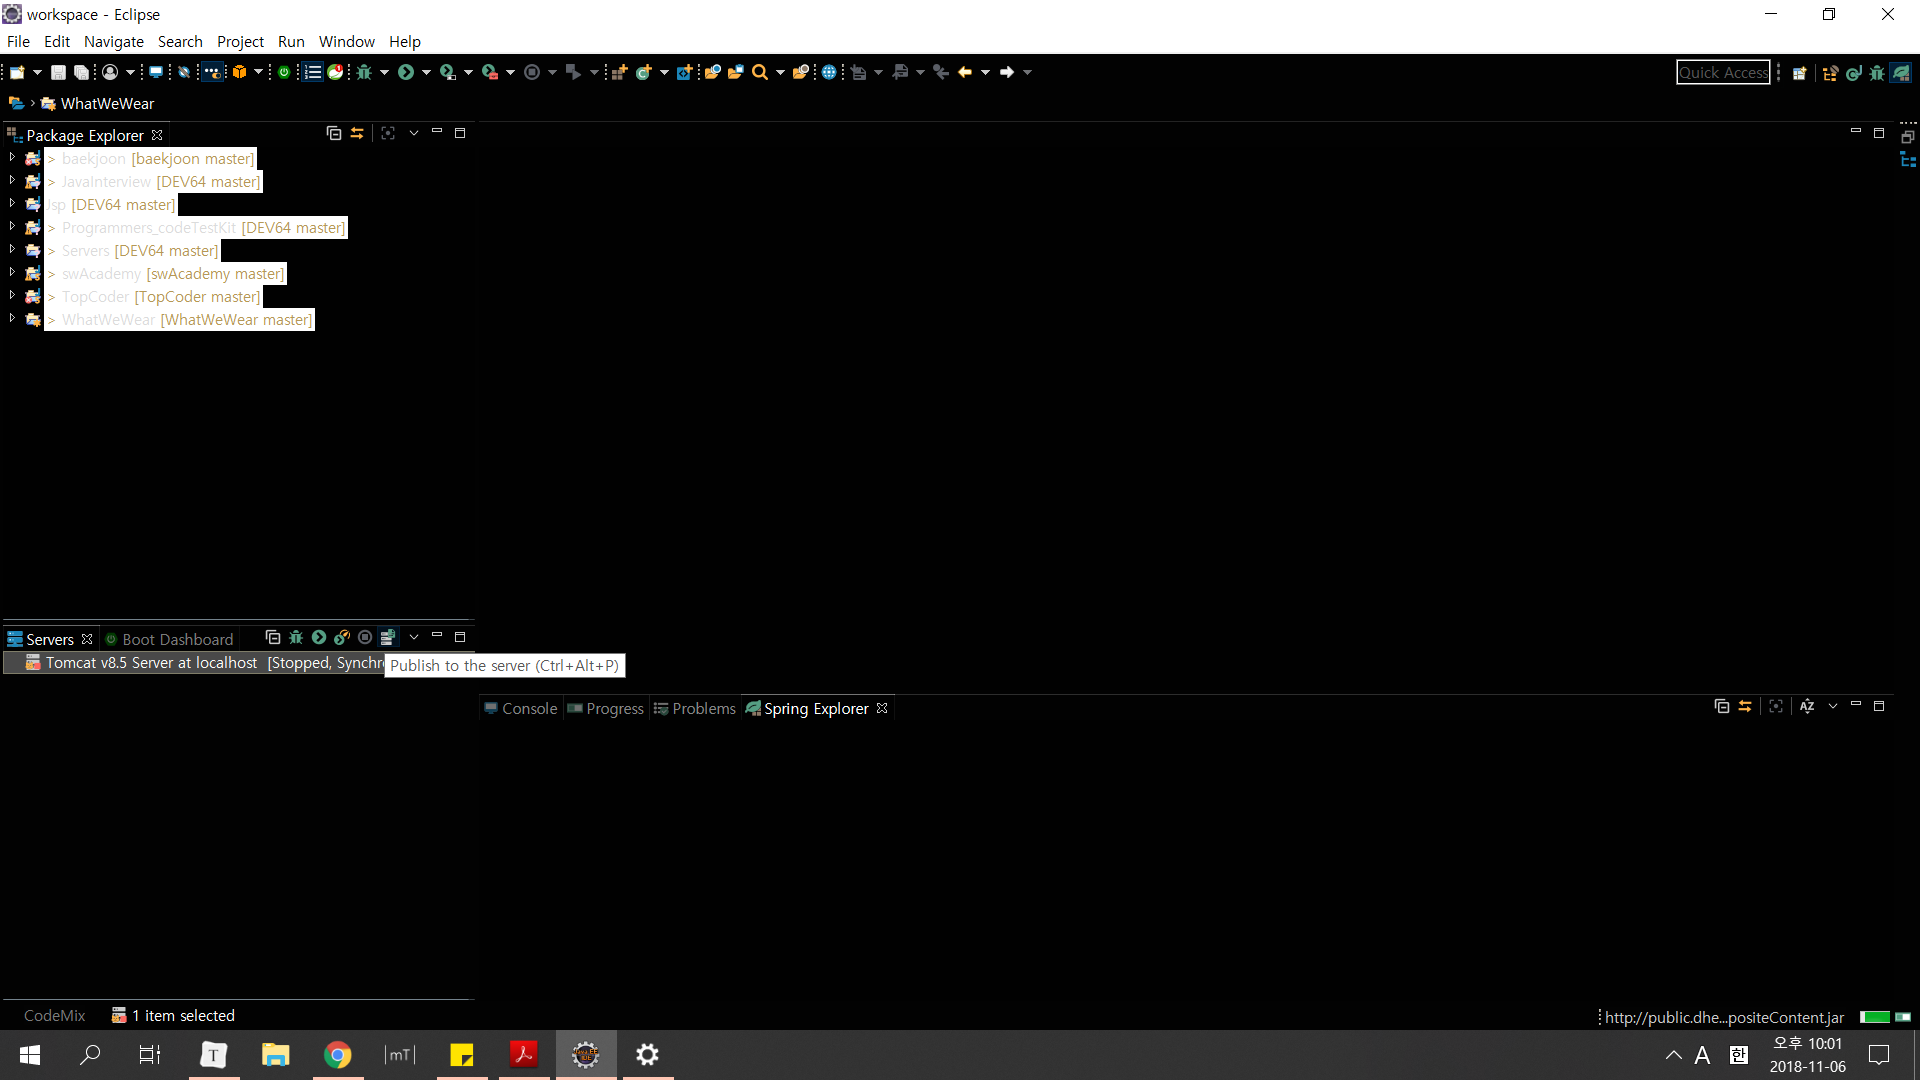 workspace - Eclipse
File Edit Navigate Search Project Run Window Help
Quick Access
WhatWeWear
Package Explorer
> baekjoon [baekjoon master]
> JavaInterview [DEV64 master]
Jsp [DEV64 master]
> Programmers_codeTestKit [DEV64 master]
> Servers [DEV64 master]
> swAcademy [swAcademy master]
> TopCoder [TopCoder master]
> WhatWeWear [WhatWeWear master]
Servers Boot Dashboard
Tomcat v8.5 Server at localhost [Stopped, Synchr
Publish to the server (Ctrl+Alt+P)
Console Progress Problems Spring Explorer
CodeMix 1 item selected
http://public.dhe...positeContent.jar
T
mT
A 한
오후 10:01
2018-11-06